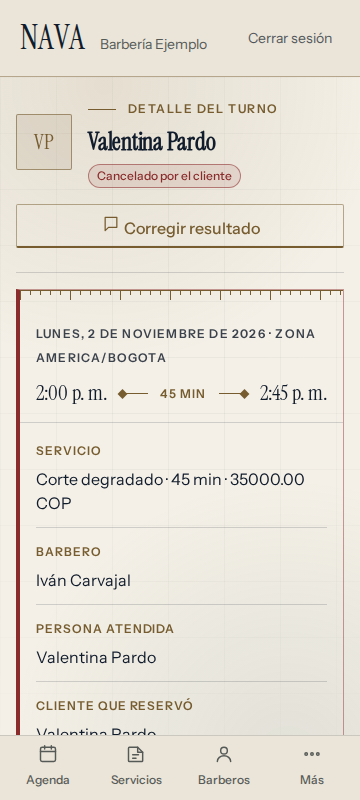 NAVA
Barbería Ejemplo
Cerrar sesión
DETALLE DEL TURNO
VP
Valentina Pardo
Cancelado por el cliente
Corregir resultado
LUNES, 2 DE NOVIEMBRE DE 2026 · ZONA
AMERICA/BOGOTA
2:00 p. m.
45 MIN
2:45 p. m.
SERVICIO
Corte degradado · 45 min · 35000.00
COP
BARBERO
Iván Carvajal
PERSONA ATENDIDA
Valentina Pardo
CLIENTE QUE RESERVÓ
Valentina Pardo
Agenda
Servicios
Barberos
Más